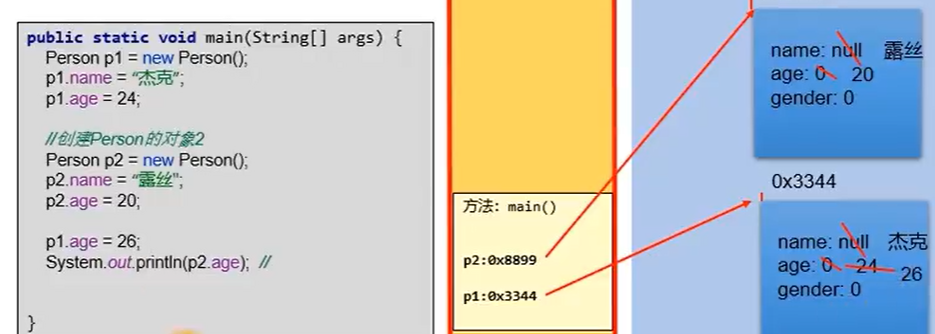 public static void main(String[] args) {
Person p1 = new Person();
p1.name = “杰克”;
p1.age = 24;
//创建Person的对象2
Person p2 = new Person();
p2.name = “露丝”;
p2.age = 20;
p1.age = 26;
System.out.println(p2.age); //
}
方法: main()
p2:0x8899
p1:0x3344
name: null 露丝
age: 0 20
gender: 0
0x3344
name: null 杰克
age: 0 24 26
gender: 0